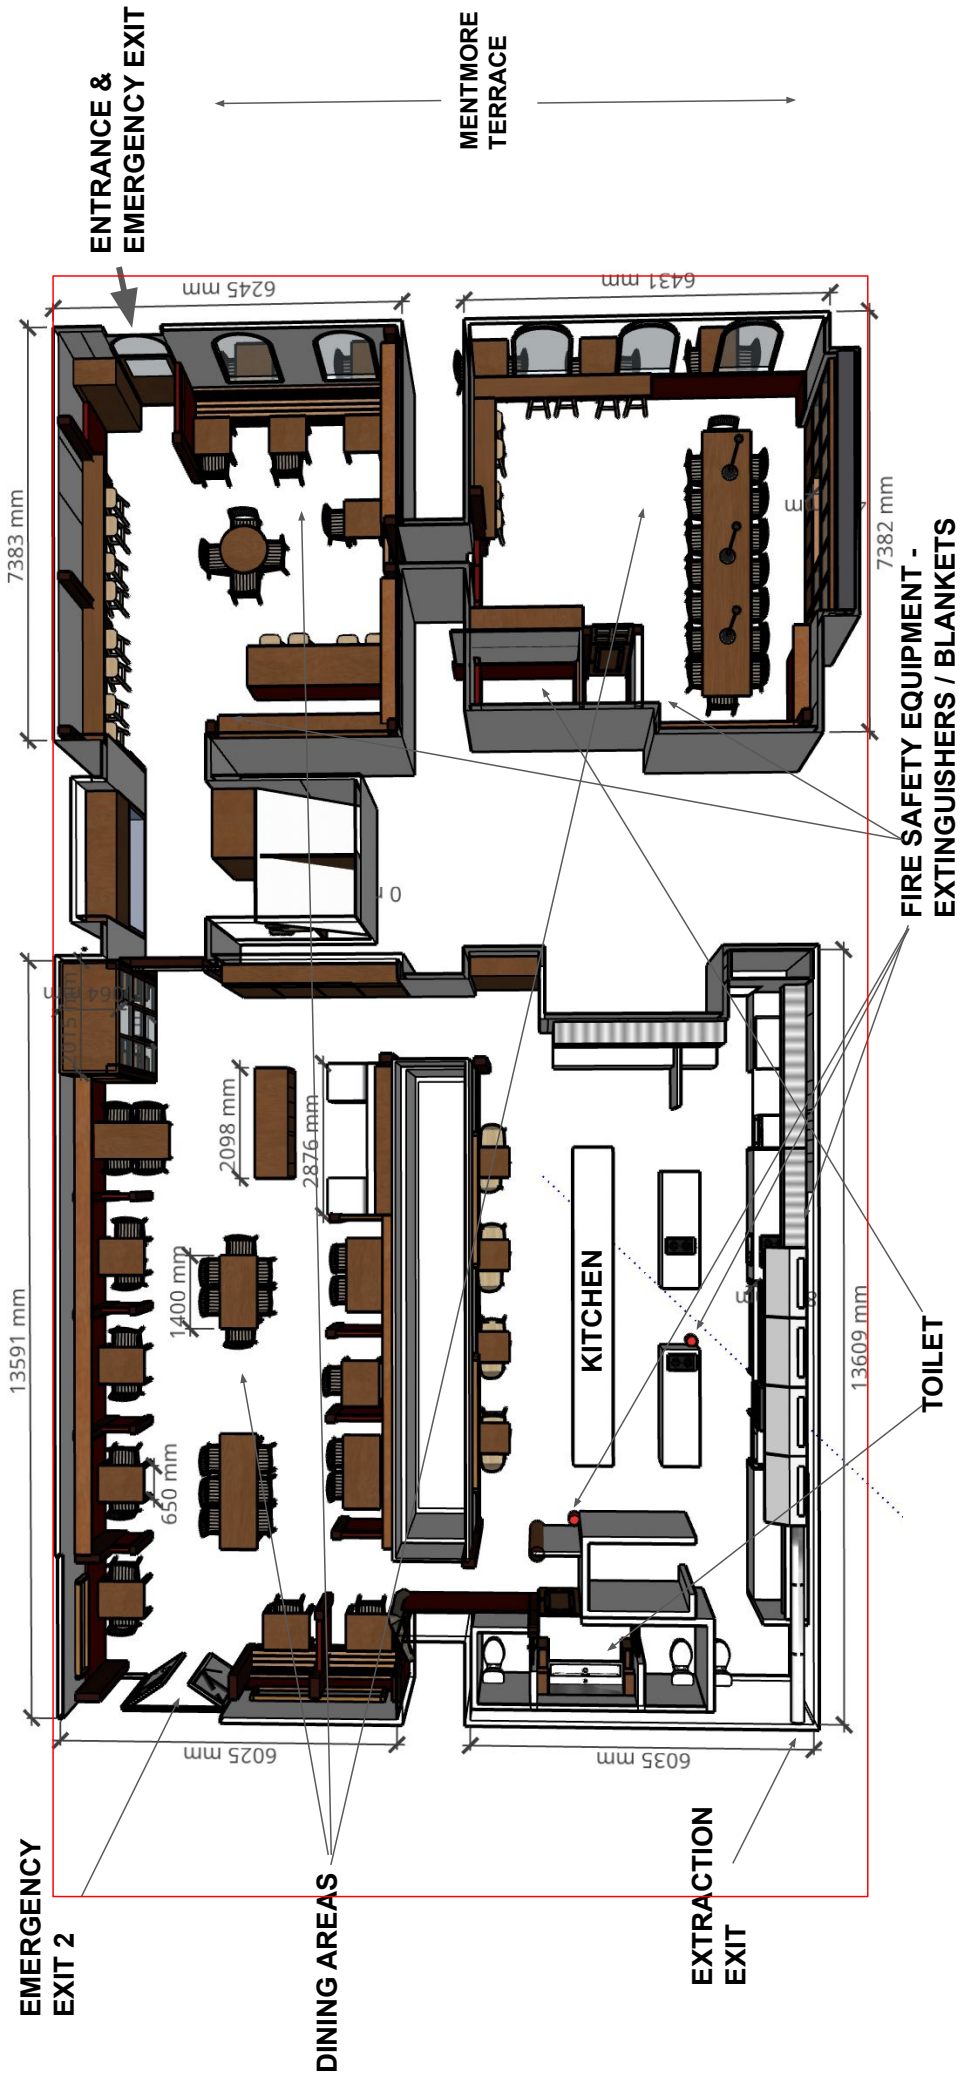 ENTRANCE &
EMERGENCY EXIT
MENTMORE
TERRACE
6245 mm
6431 mm
7383 mm
7382 mm
FIRE SAFETY EQUIPMENT -
EXTINGUISHERS / BLANKETS
13591 mm
2098 mm
2876 mm
1400 mm
650 mm
KITCHEN
13609 mm
TOILET
6025 mm
6035 mm
EMERGENCY
EXIT 2
DINING AREAS
EXTRACTION
EXIT